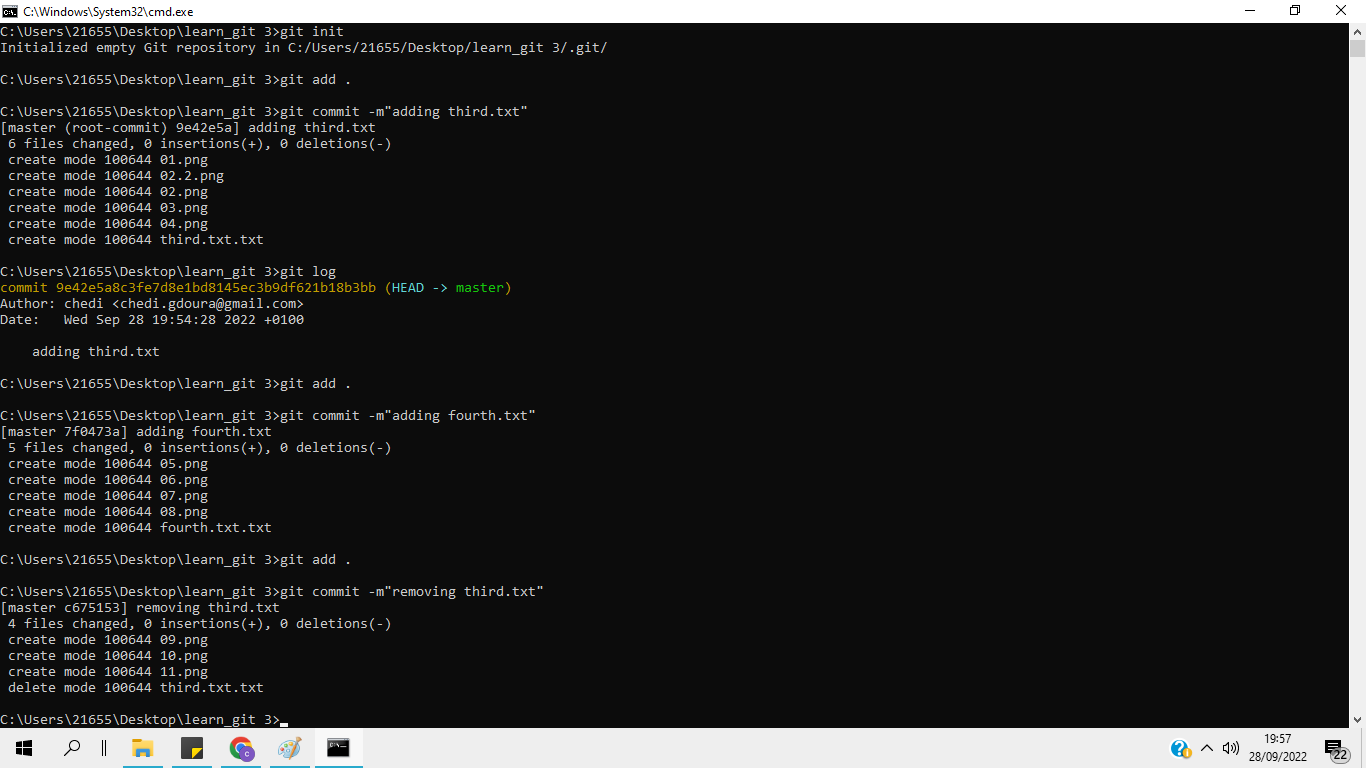 C:\Windows\System32\cmd.exe
C:\Users\21655\Desktop\learn_git 3>git init
Initialized empty Git repository in C:/Users/21655/Desktop/learn_git 3/.git/
C:\Users\21655\Desktop\learn_git 3>git add .
C:\Users\21655\Desktop\learn_git 3>git commit -m"adding third.txt"
[master (root-commit) 9e42e5a] adding third.txt
 6 files changed, 0 insertions(+), 0 deletions(-)
 create mode 100644 01.png
 create mode 100644 02.2.png
 create mode 100644 02.png
 create mode 100644 03.png
 create mode 100644 04.png
 create mode 100644 third.txt.txt
C:\Users\21655\Desktop\learn_git 3>git log
commit 9e42e5a8c3fe7d8e1bd8145ec3b9df621b18b3bb (HEAD -> master)
Author: chedi <chedi.gdoura@gmail.com>
Date:   Wed Sep 28 19:54:28 2022 +0100
    adding third.txt
C:\Users\21655\Desktop\learn_git 3>git add .
C:\Users\21655\Desktop\learn_git 3>git commit -m"adding fourth.txt"
[master 7f0473a] adding fourth.txt
 5 files changed, 0 insertions(+), 0 deletions(-)
 create mode 100644 05.png
 create mode 100644 06.png
 create mode 100644 07.png
 create mode 100644 08.png
 create mode 100644 fourth.txt.txt
C:\Users\21655\Desktop\learn_git 3>git add .
C:\Users\21655\Desktop\learn_git 3>git commit -m"removing third.txt"
[master c675153] removing third.txt
 4 files changed, 0 insertions(+), 0 deletions(-)
 create mode 100644 09.png
 create mode 100644 10.png
 create mode 100644 11.png
 delete mode 100644 third.txt.txt
C:\Users\21655\Desktop\learn_git 3>
19:57
28/09/2022
22